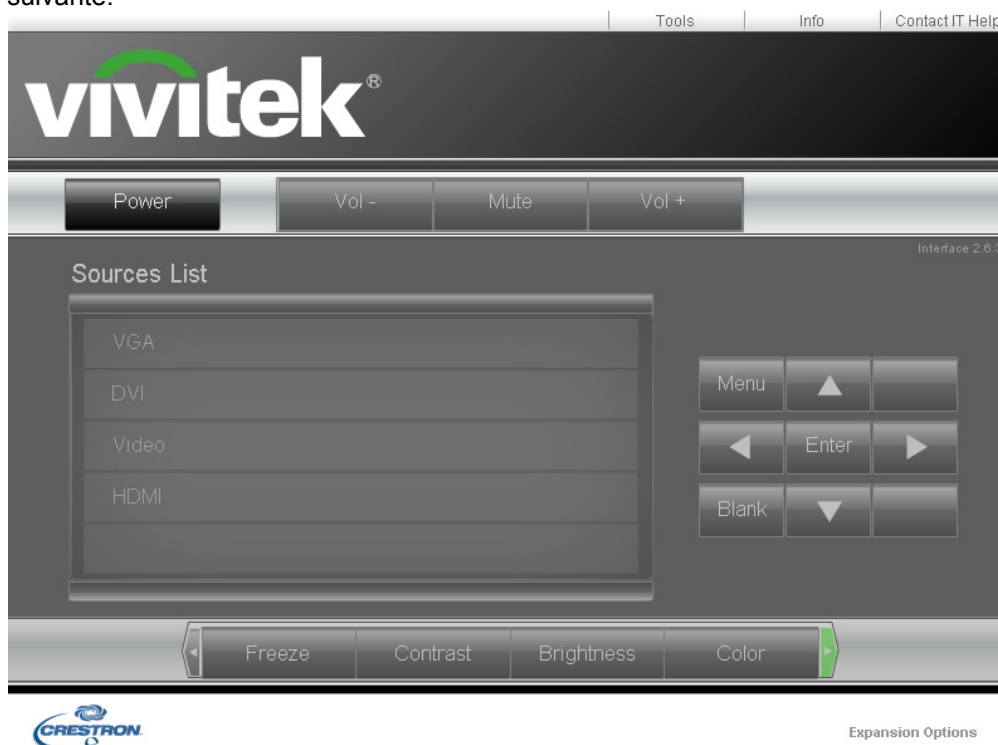 suivante:
Tools Info Contact IT Help
vivitek®
Power Vol - Mute Vol +
Interface 2.6.
Sources List
VGA
DVI
Video
HDMI
Menu
Enter
Blank
Freeze Contrast Brightness Color
CRESTRON
Expansion Options